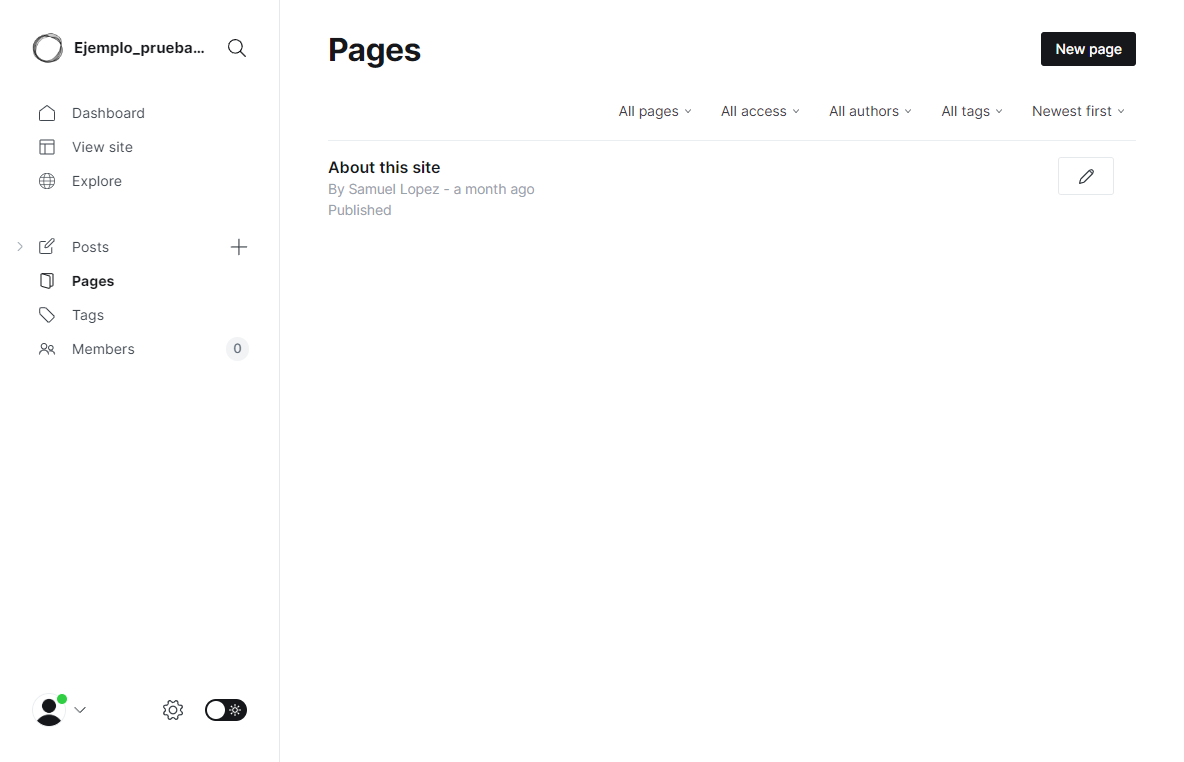 Ejemplo_prueba...
Dashboard
View site
Explore
Posts
Pages
Tags
Members 0
Pages
New page
All pages All access All authors All tags Newest first
About this site
By Samuel Lopez - a month ago
Published